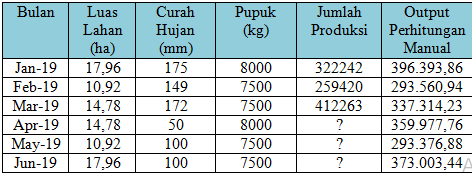 Bulan Luas Lahan (ha) Curah Hujan (mm) Pupuk (kg) Jumlah Produksi Output Perhitungan Manual
Jan-19 17,96 175 8000 322242 396.393,86
Feb-19 10,92 149 7500 259420 293.560,94
Mar-19 14,78 172 7500 412263 337.314,23
Apr-19 14,78 50 8000 ? 359.977,76
May-19 10,92 100 7500 ? 293.376,88
Jun-19 17,96 100 7500 ? 373.003,44